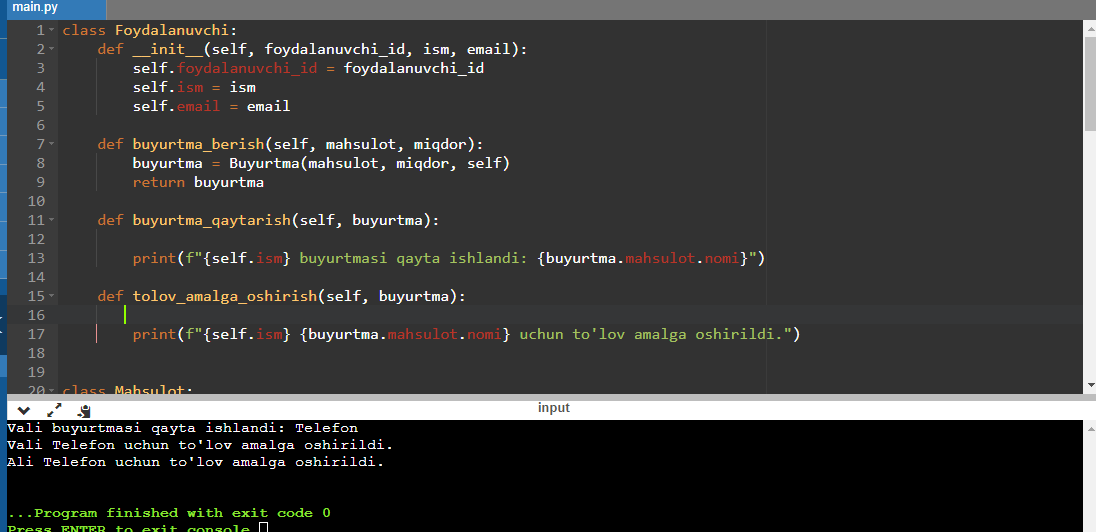 main.py
1 class Foydalanuvchi:
2 def __init__(self, foydalanuvchi_id, ism, email):
3 self.foydalanuvchi_id = foydalanuvchi_id
4 self.ism = ism
5 self.email = email
6
7 def buyurtma_berish(self, mahsulot, miqdor):
8 buyurtma = Buyurtma(mahsulot, miqdor, self)
9 return buyurtma
10
11 def buyurtma_qaytarish(self, buyurtma):
12
13 print(f"{self.ism} buyurtmasi qayta ishlandi: {buyurtma.mahsulot.nomi}")
14
15 def tolov_amalga_oshirish(self, buyurtma):
16
17 print(f"{self.ism} {buyurtma.mahsulot.nomi} uchun to'lov amalga oshirildi.")
18
19
20 class Mahsulot:
input
Vali buyurtmasi qayta ishlandi: Telefon
Vali Telefon uchun to'lov amalga oshirildi.
Ali Telefon uchun to'lov amalga oshirildi.
...Program finished with exit code 0
Press ENTER to exit console.